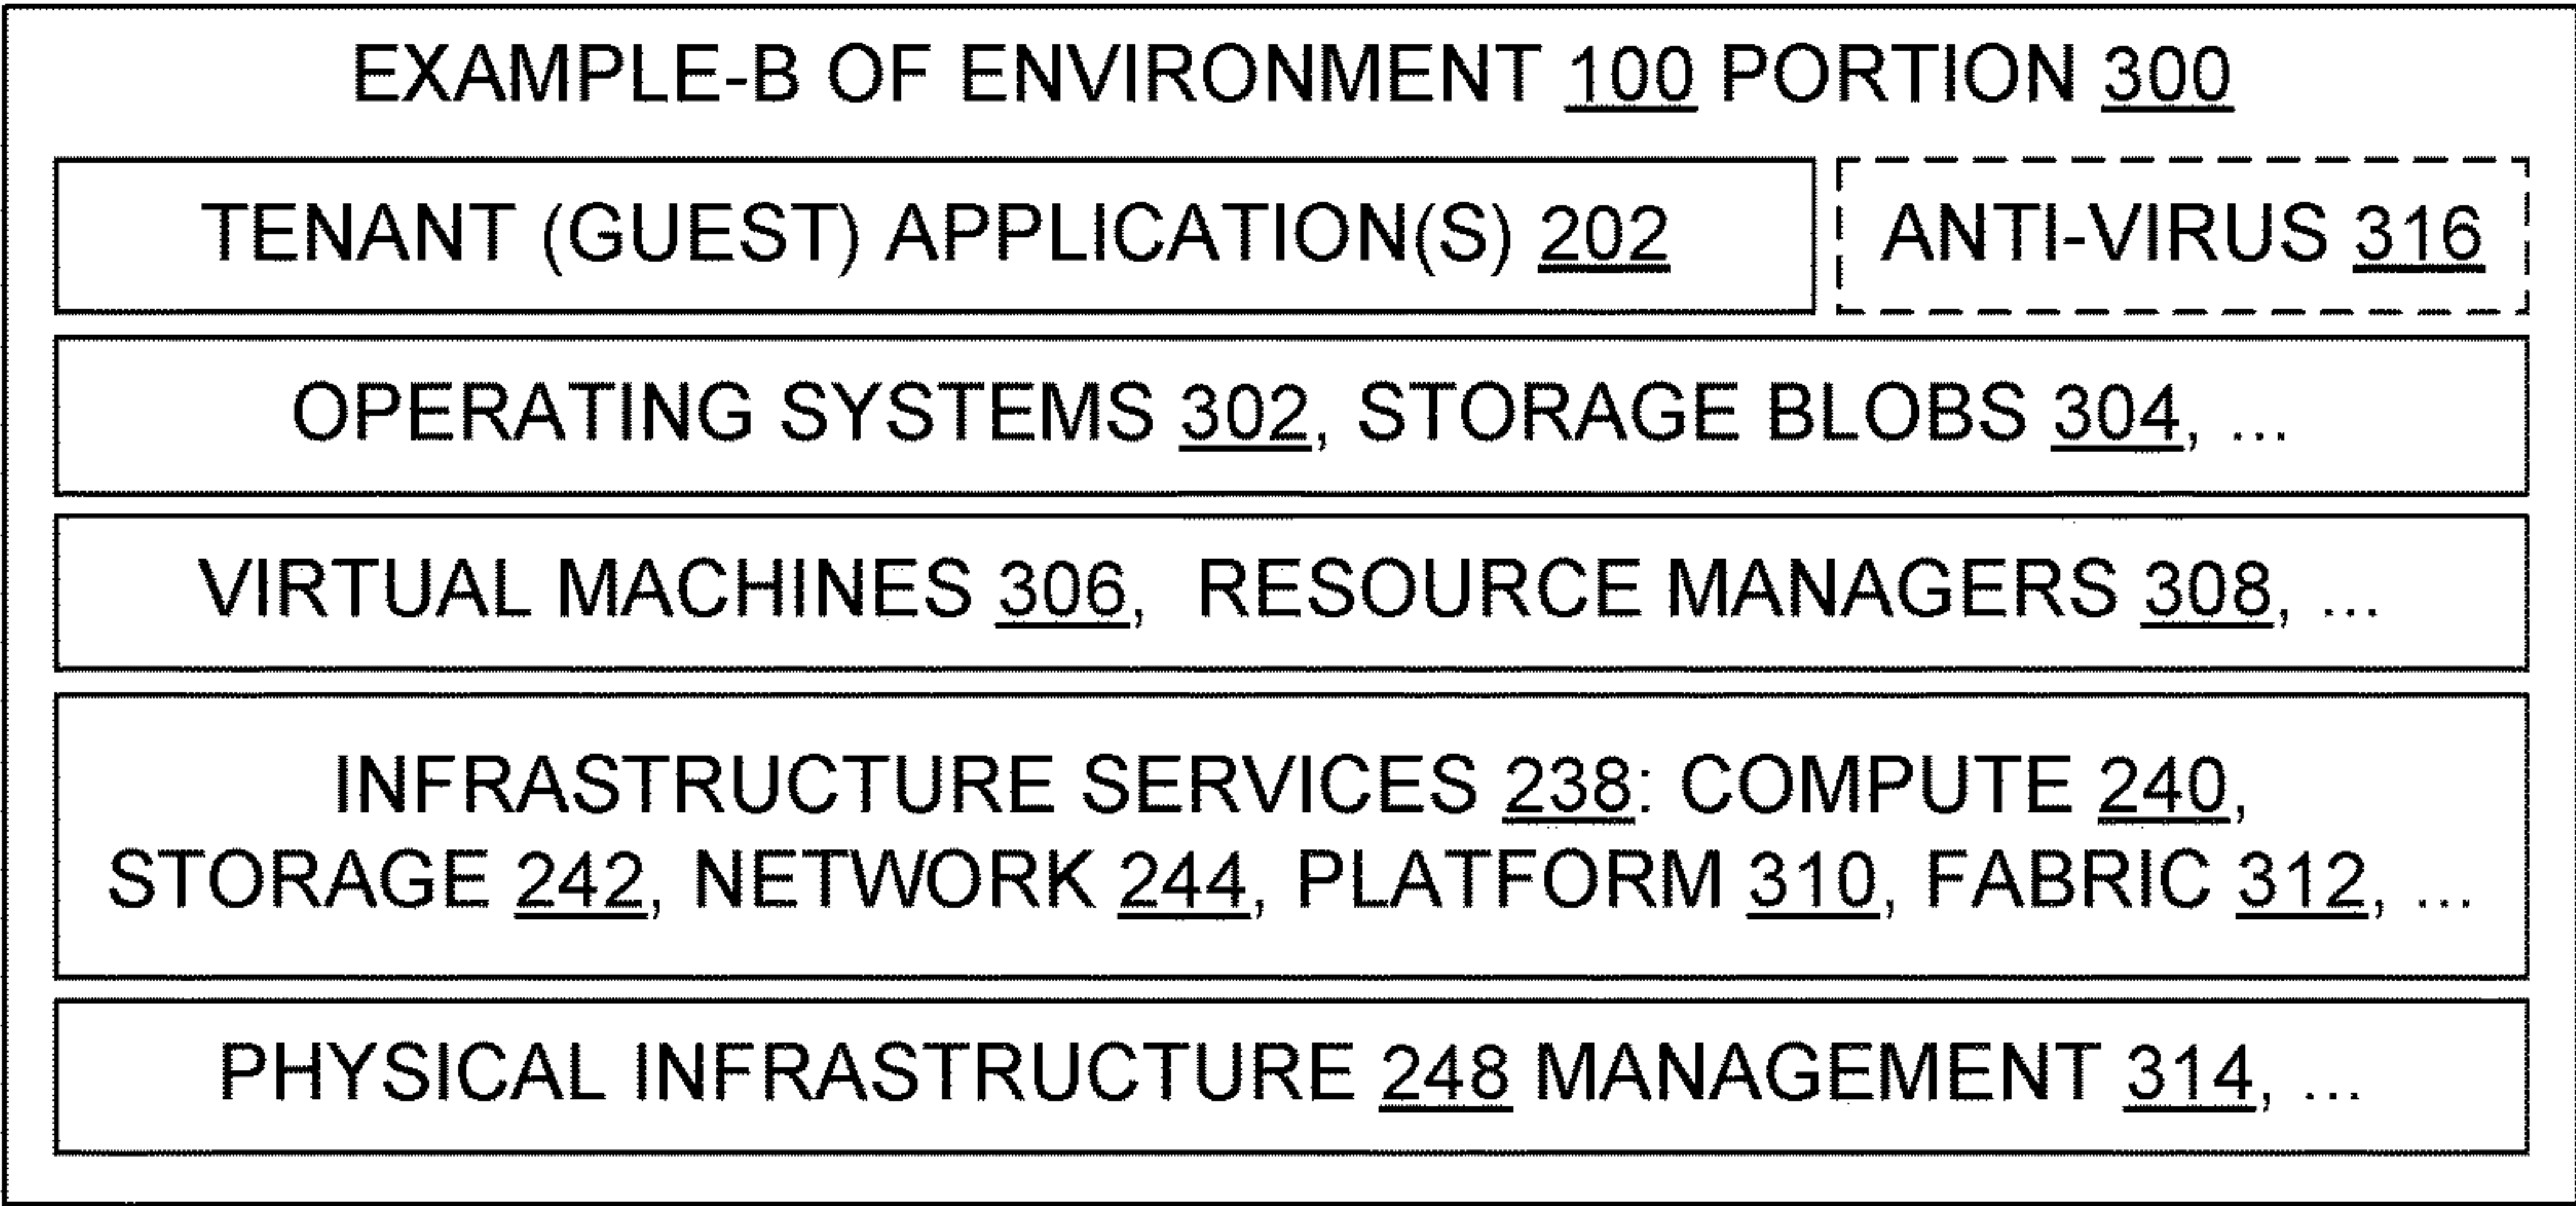 EXAMPLE-B OF ENVIRONMENT 100 PORTION 300
TENANT (GUEST) APPLICATION(S) 202
ANTI-VIRUS 316
OPERATING SYSTEMS 302, STORAGE BLOBS 304, ...
VIRTUAL MACHINES 306, RESOURCE MANAGERS 308, ...
INFRASTRUCTURE SERVICES 238: COMPUTE 240,
STORAGE 242, NETWORK 244, PLATFORM 310, FABRIC 312, ...
PHYSICAL INFRASTRUCTURE 248 MANAGEMENT 314, ...